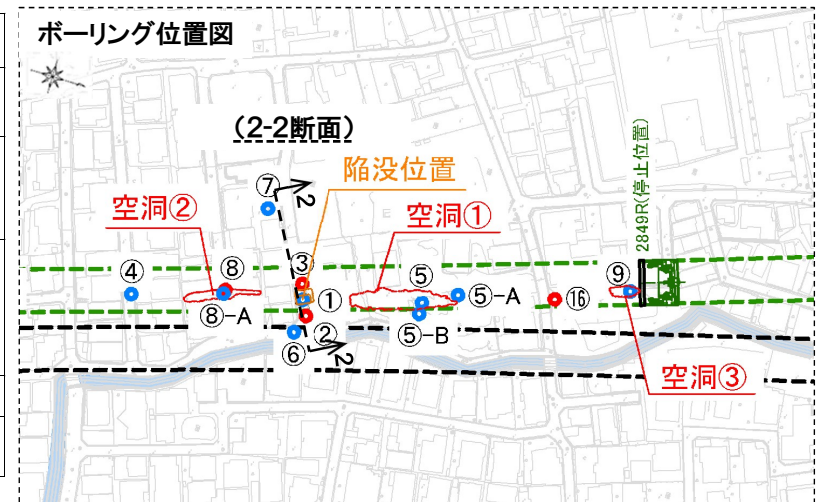 ボーリング位置図
(2-2断面)
陥没位置
⑦
2
空洞②
空洞①
2849R(停止位置)
④
⑧
③
⑤
⑤-A
⑯
⑨
⑧-A
①
⑤-B
⑥
②
2
空洞③